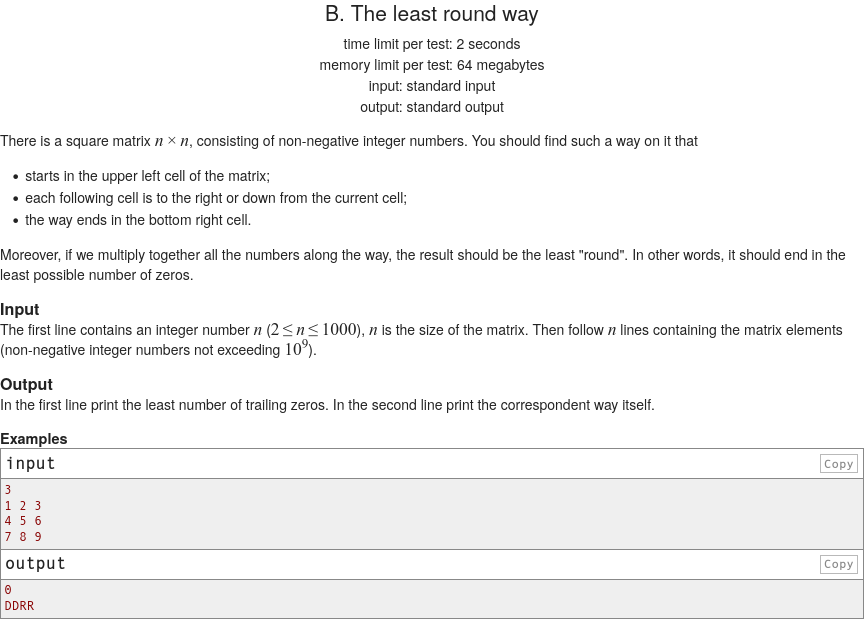 B. The least round way
time limit per test: 2 seconds
memory limit per test: 64 megabytes
input: standard input
output: standard output
There is a square matrix n × n, consisting of non-negative integer numbers. You should find such a way on it that
• starts in the upper left cell of the matrix;
• each following cell is to the right or down from the current cell;
• the way ends in the bottom right cell.
Moreover, if we multiply together all the numbers along the way, the result should be the least "round". In other words, it should end in the
least possible number of zeros.
Input
The first line contains an integer number n (2 ≤ n ≤ 1000), n is the size of the matrix. Then follow n lines containing the matrix elements
(non-negative integer numbers not exceeding 10⁹).
Output
In the first line print the least number of trailing zeros. In the second line print the correspondent way itself.
Examples
input Copy
3
1 2 3
4 5 6
7 8 9
output Copy
0
DDRR